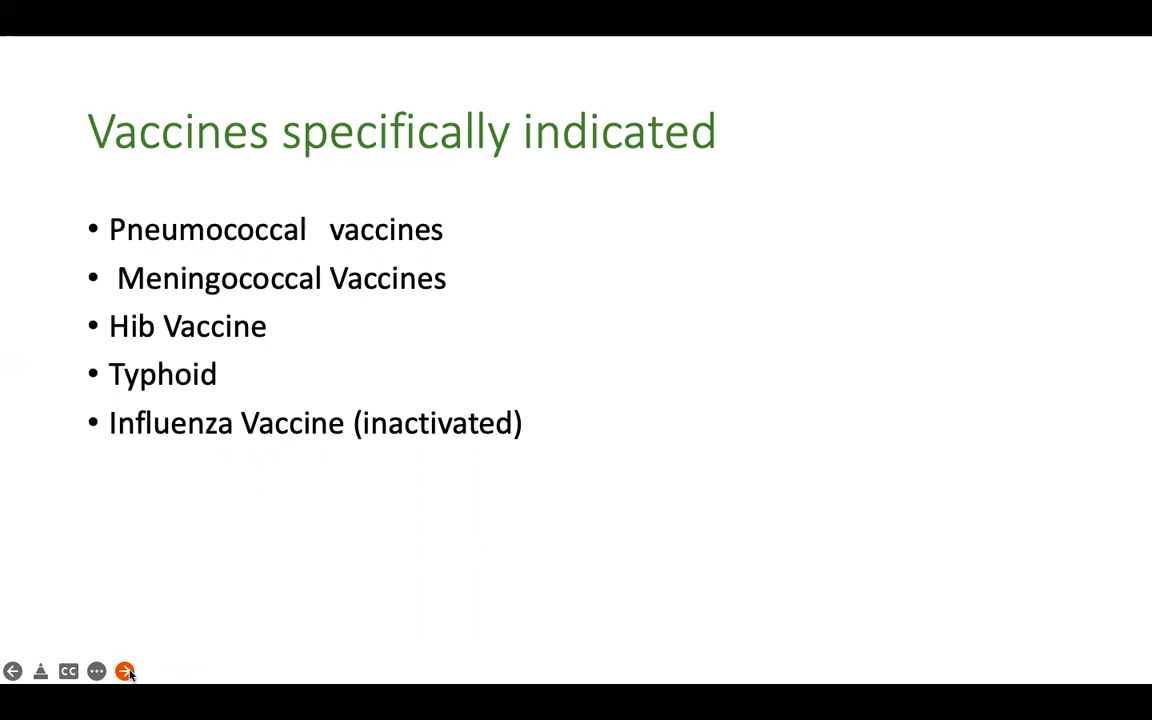 Vaccines specifically indicated
• Pneumococcal vaccines
• Meningococcal Vaccines
• Hib Vaccine
• Typhoid
• Influenza Vaccine (inactivated)
CC